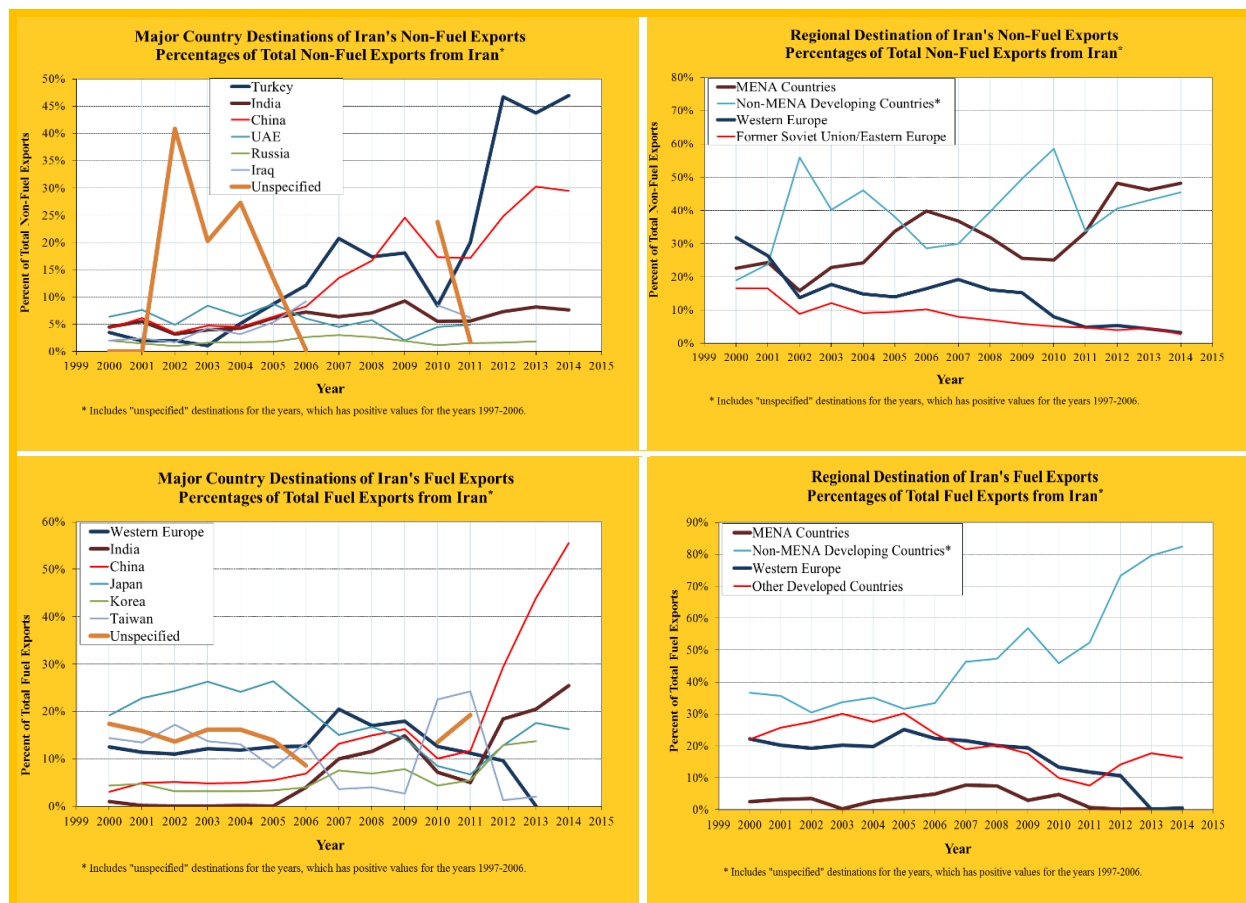 Major Country Destinations of Iran's Non-Fuel Exports
Percentages of Total Non-Fuel Exports from Iran*
Percent of Total Non-Fuel Exports
50%
45%
40%
35%
30%
25%
20%
15%
10%
5%
0%
Turkey
India
China
UAE
Russia
Iraq
Unspecified
1999 2000 2001 2002 2003 2004 2005 2006 2007 2008 2009 2010 2011 2012 2013 2014 2015
Year
* Includes "unspecified" destinations for the years, which has positive values for the years 1997-2006.
Regional Destination of Iran's Non-Fuel Exports
Percentages of Total Non-Fuel Exports from Iran*
Percent of Total Non-Fuel Exports
80%
70%
60%
50%
40%
30%
20%
10%
0%
MENA Countries
Non-MENA Developing Countries*
Western Europe
Former Soviet Union/Eastern Europe
1999 2000 2001 2002 2003 2004 2005 2006 2007 2008 2009 2010 2011 2012 2013 2014 2015
Year
* Includes "unspecified" destinations for the years, which has positive values for the years 1997-2006.
Major Country Destinations of Iran's Fuel Exports
Percentages of Total Fuel Exports from Iran*
Percent of Total Fuel Exports
60%
50%
40%
30%
20%
10%
0%
Western Europe
India
China
Japan
Korea
Taiwan
Unspecified
1999 2000 2001 2002 2003 2004 2005 2006 2007 2008 2009 2010 2011 2012 2013 2014 2015
Year
* Includes "unspecified" destinations for the years, which has positive values for the years 1997-2006.
Regional Destination of Iran's Fuel Exports
Percentages of Total Fuel Exports from Iran*
Percent of Total Fuel Exports
90%
80%
70%
60%
50%
40%
30%
20%
10%
0%
MENA Countries
Non-MENA Developing Countries*
Western Europe
Other Developed Countries
1999 2000 2001 2002 2003 2004 2005 2006 2007 2008 2009 2010 2011 2012 2013 2014 2015
Year
* Includes "unspecified" destinations for the years, which has positive values for the years 1997-2006.